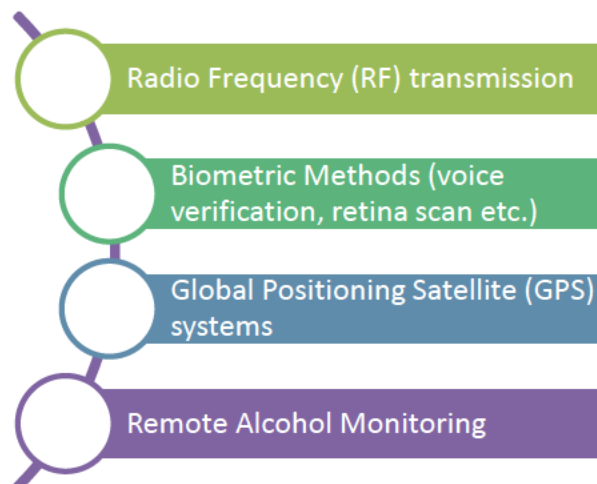 Radio Frequency (RF) transmission
Biometric Methods (voice
verification, retina scan etc.)
Global Positioning Satellite (GPS)
systems
Remote Alcohol Monitoring